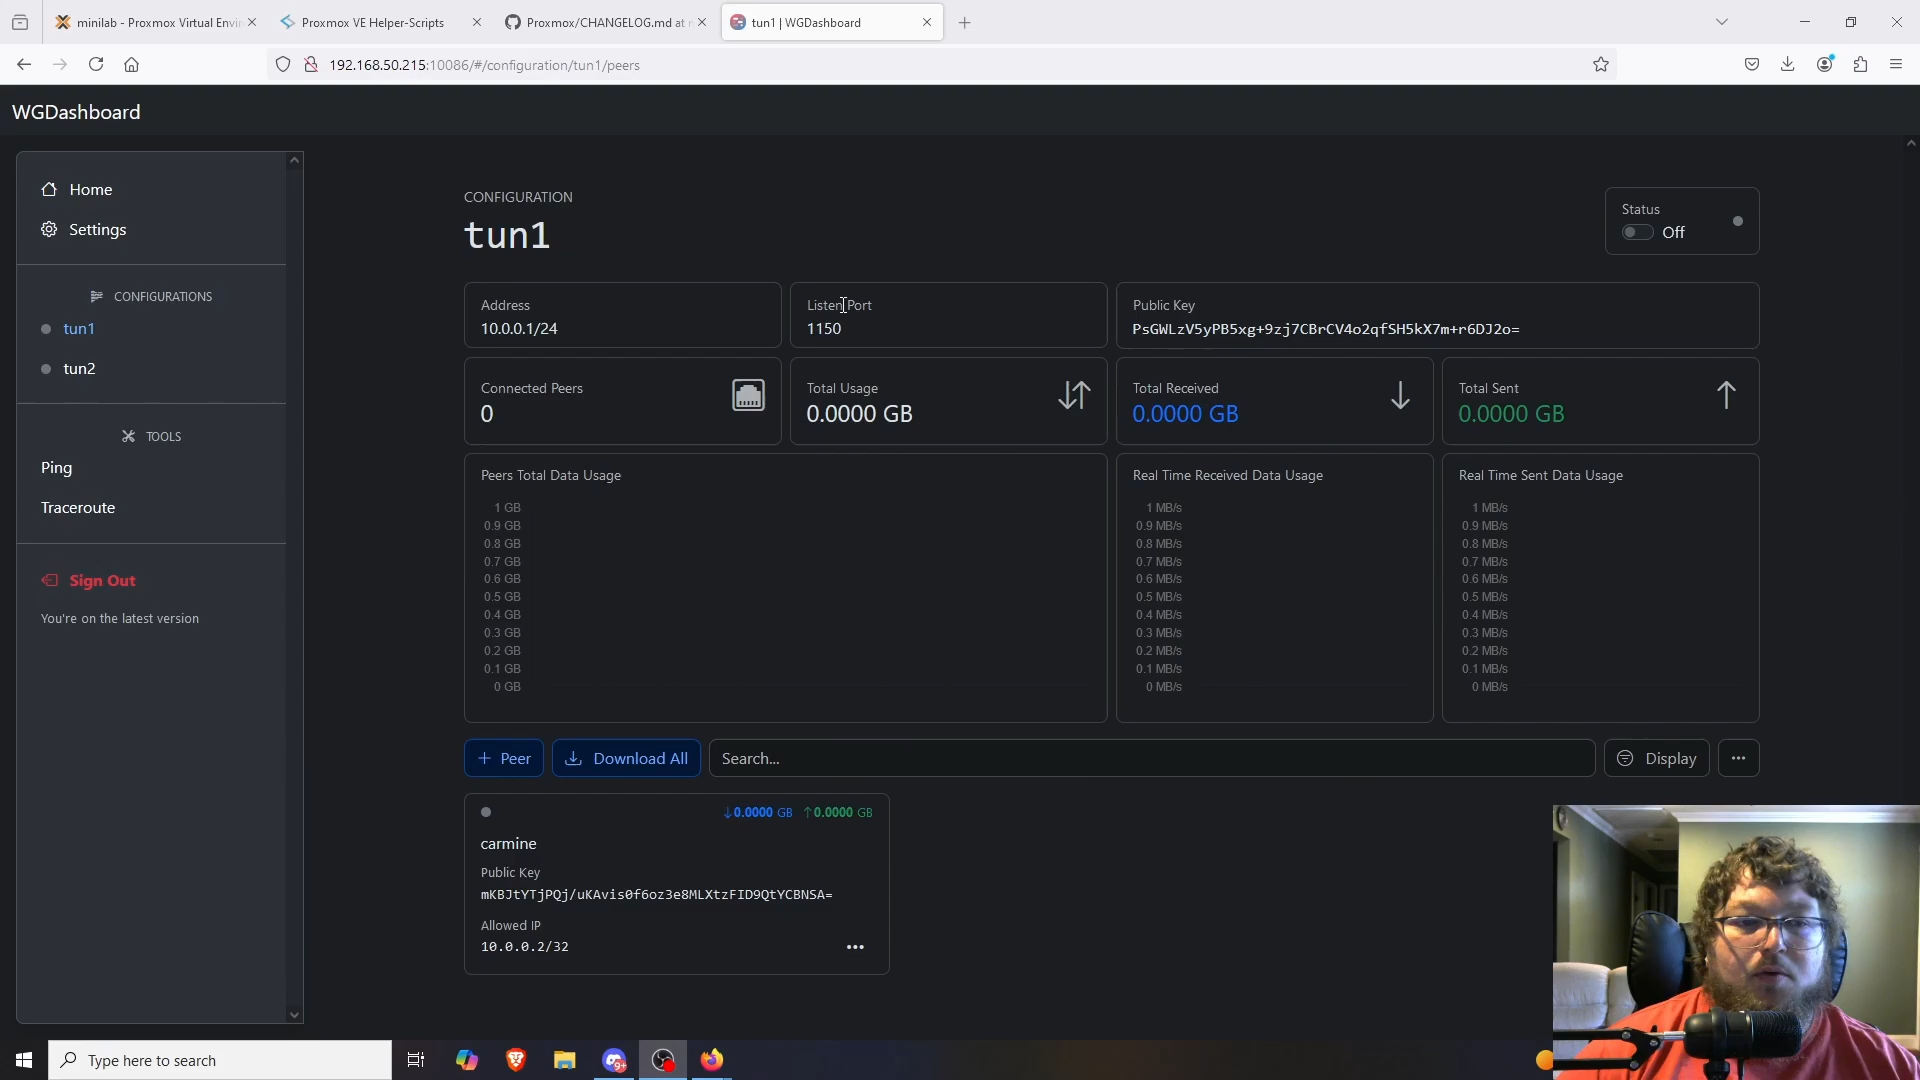 minilab - Proxmox Virtual Envir
Proxmox VE Helper-Scripts
Proxmox/CHANGELOG.md at
tun1 | WGDashboard
192.168.50.215:10086/#/configuration/tun1/peers
WGDashboard
Home
Settings
CONFIGURATIONS
tun1
tun2
TOOLS
Ping
Traceroute
Sign Out
You're on the latest version
CONFIGURATION
tun1
Status
Off
Address
10.0.0.1/24
Listen Port
1150
Public Key
PsGWLzV5yPB5xg+9zj7CBrCV4o2qfSH5kX7m+r6DJ2o=
Connected Peers
0
Total Usage
0.0000 GB
Total Received
0.0000 GB
Total Sent
0.0000 GB
Peers Total Data Usage
1 GB
0.9 GB
0.8 GB
0.7 GB
0.6 GB
0.5 GB
0.4 GB
0.3 GB
0.2 GB
0.1 GB
0 GB
Real Time Received Data Usage
1 MB/s
0.9 MB/s
0.8 MB/s
0.7 MB/s
0.6 MB/s
0.5 MB/s
0.4 MB/s
0.3 MB/s
0.2 MB/s
0.1 MB/s
0 MB/s
Real Time Sent Data Usage
1 MB/s
0.9 MB/s
0.8 MB/s
0.7 MB/s
0.6 MB/s
0.5 MB/s
0.4 MB/s
0.3 MB/s
0.2 MB/s
0.1 MB/s
0 MB/s
Peer
Download All
Search...
Display
0.0000 GB 0.0000 GB
carmine
Public Key
mKBJtYTjPQj/uKAvis0f6oz3e8MLXtzFID9QtYCBNSA=
Allowed IP
10.0.0.2/32
Type here to search
9+